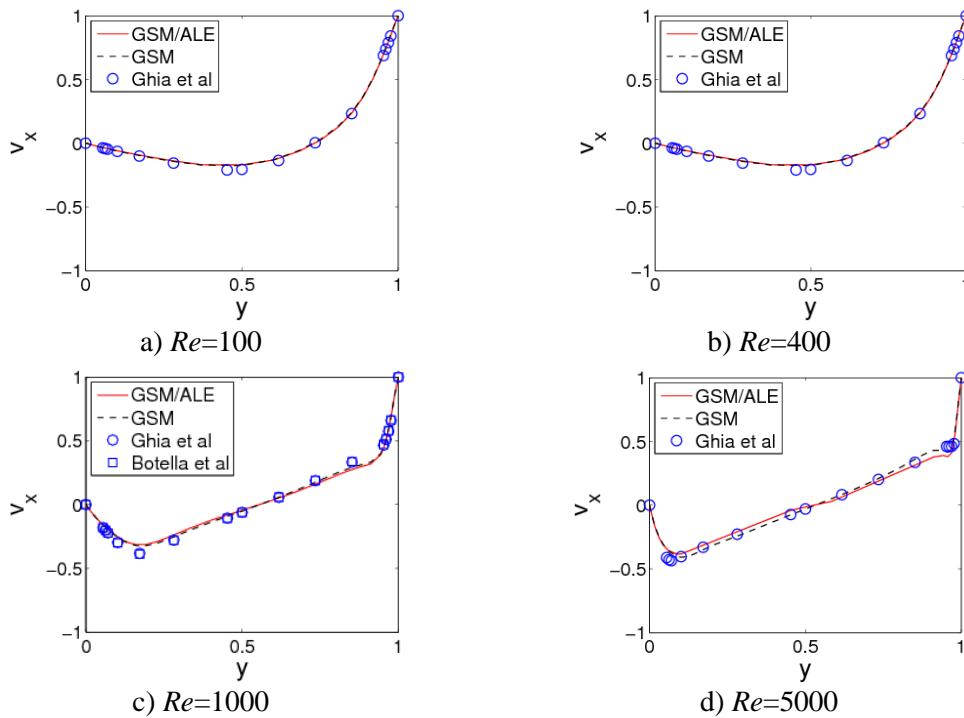 1
0.5
0
−0.5
−1
v_x
GSM/ALE
GSM
Ghia et al
0
0.5
1
y
a) Re=100
1
0.5
0
−0.5
−1
v_x
GSM/ALE
GSM
Ghia et al
0
0.5
1
y
b) Re=400
1
0.5
0
−0.5
−1
v_x
GSM/ALE
GSM
Ghia et al
Botella et al
0
0.5
1
y
c) Re=1000
1
0.5
0
−0.5
−1
v_x
GSM/ALE
GSM
Ghia et al
0
0.5
1
y
d) Re=5000